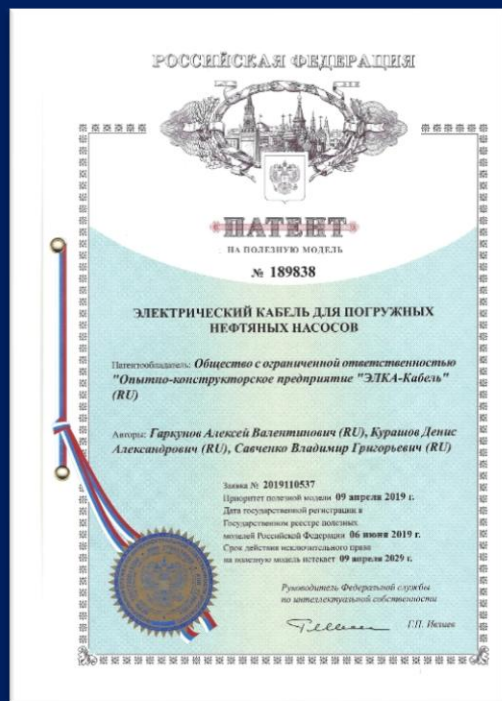 РОССИЙСКАЯ ФЕДЕРАЦИЯ
ПАТЕНТ
НА ПОЛЕЗНУЮ МОДЕЛЬ
№ 189838
ЭЛЕКТРИЧЕСКИЙ КАБЕЛЬ ДЛЯ ПОГРУЖНЫХ
НЕФТЯНЫХ НАСОСОВ
Патентообладатель: Общество с ограниченной ответственностью
"Опытно-конструкторское предприятие "ЭЛКА-Кабель"
(RU)
Авторы: Гаркунов Алексей Валентинович (RU), Курашов Денис
Александрович (RU), Савченко Владимир Григорьевич (RU)
Заявка № 2019110537
Приоритет полезной модели 09 апреля 2019 г.
Дата государственной регистрации в
Государственном реестре полезных
моделей Российской Федерации 06 июня 2019 г.
Срок действия исключительного права
на полезную модель истекает 09 апреля 2029 г.
Руководитель Федеральной службы
по интеллектуальной собственности
Г.П. Ивлиев